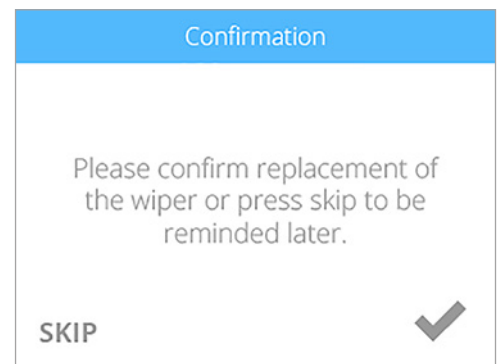 Confirmation
Please confirm replacement of
the wiper or press skip to be
reminded later.
SKIP